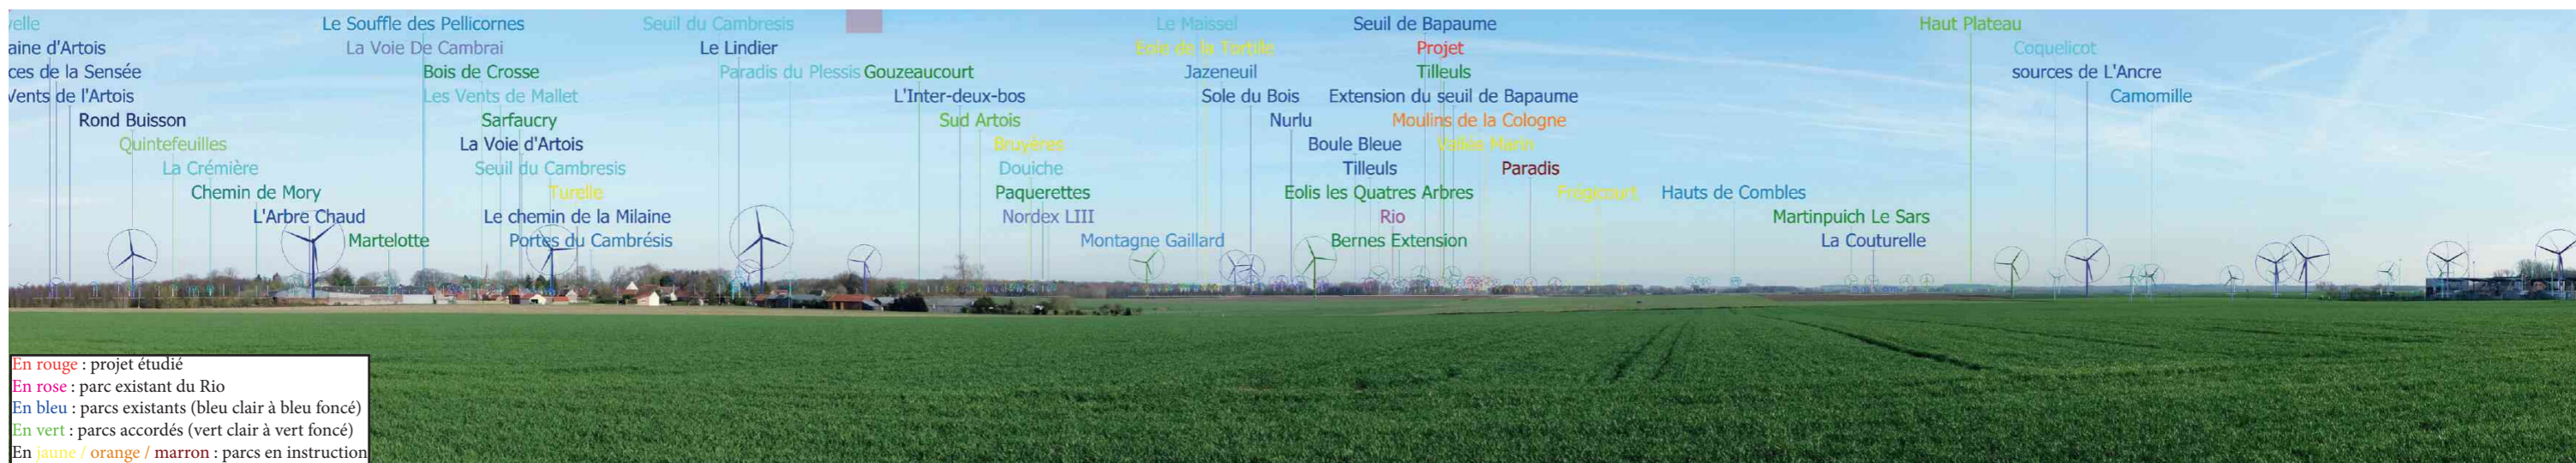 velle Le Souffle des Pellicornes Seuil du Cambresis Le Maissel Seuil de Bapaume Haut Plateau
aine d'Artois La Voie De Cambrai Le Lindier Eole de la Tortille Projet Coquelicot
ces de la Sensée Bois de Crosse Paradis du Plessis Gouzeaucourt Jazeneuil Tilleuls sources de L'Ancre
Vents de l'Artois Les Vents de Mallet L'Inter-deux-bos Sole du Bois Extension du seuil de Bapaume Camomille
Rond Buisson Sarfaucry Sud Artois Nurlu Moulins de la Cologne
Quintefeuilles La Voie d'Artois Bruyères Boule Bleue Vallée Marin
La Crémière Seuil du Cambresis Douiche Tilleuls Paradis
Chemin de Mory Turelle Paquerettes Eolis les Quatres Arbres Frégicourt Hauts de Combles
L'Arbre Chaud Le chemin de la Milaine Nordex LIII Rio Martinpuich Le Sars
Martelotte Portes du Cambrésis Montagne Gaillard Bernes Extension La Couturelle
En rouge : projet étudié
En rose : parc existant du Rio
En bleu : parcs existants (bleu clair à bleu foncé)
En vert : parcs accordés (vert clair à vert foncé)
En jaune / orange / marron : parcs en instruction